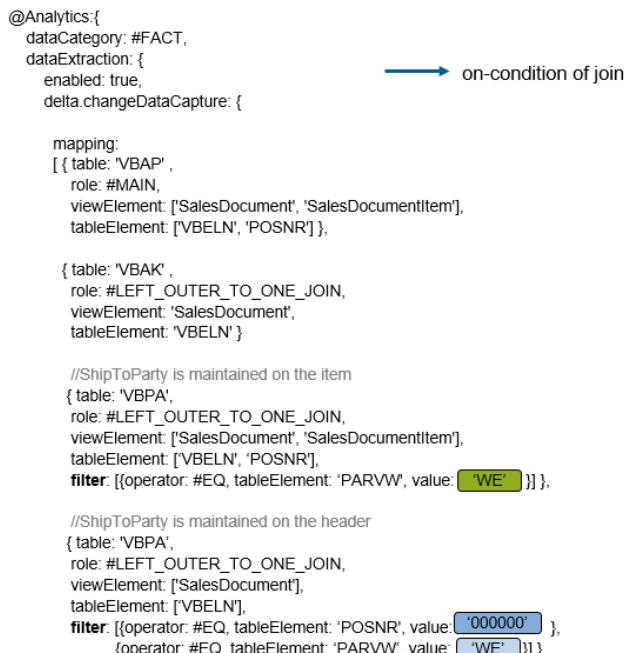 @Analytics:{
dataCategory: #FACT,
dataExtraction: {
enabled: true,
on-condition of join
delta.changeDataCapture: {
mapping:
[ { table: 'VBAP' ,
role: #MAIN,
viewElement: ['SalesDocument', 'SalesDocumentItem'],
tableElement: ['VBELN', 'POSNR'] },
{ table: 'VBAK' ,
role: #LEFT_OUTER_TO_ONE_JOIN,
viewElement: 'SalesDocument',
tableElement: 'VBELN' }
//ShipToParty is maintained on the item
{ table: 'VBPA',
role: #LEFT_OUTER_TO_ONE_JOIN,
viewElement: ['SalesDocument', 'SalesDocumentItem'],
tableElement: ['VBELN', ‘POSNR'],
filter: [{operator: #EQ, tableElement: ‘PARVW', value: ‘WE’ }] },
//ShipToParty is maintained on the header
{ table: 'VBPA’,
role: #LEFT_OUTER_TO_ONE_JOIN,
viewElement: ['SalesDocument'],
tableElement: ['VBELN'],
filter: [{operator: #EQ, tableElement: ‘POSNR', value: ‘000000’ },
{operator: #EQ, tableElement: ‘PARVW', value: ‘WE’ }] }